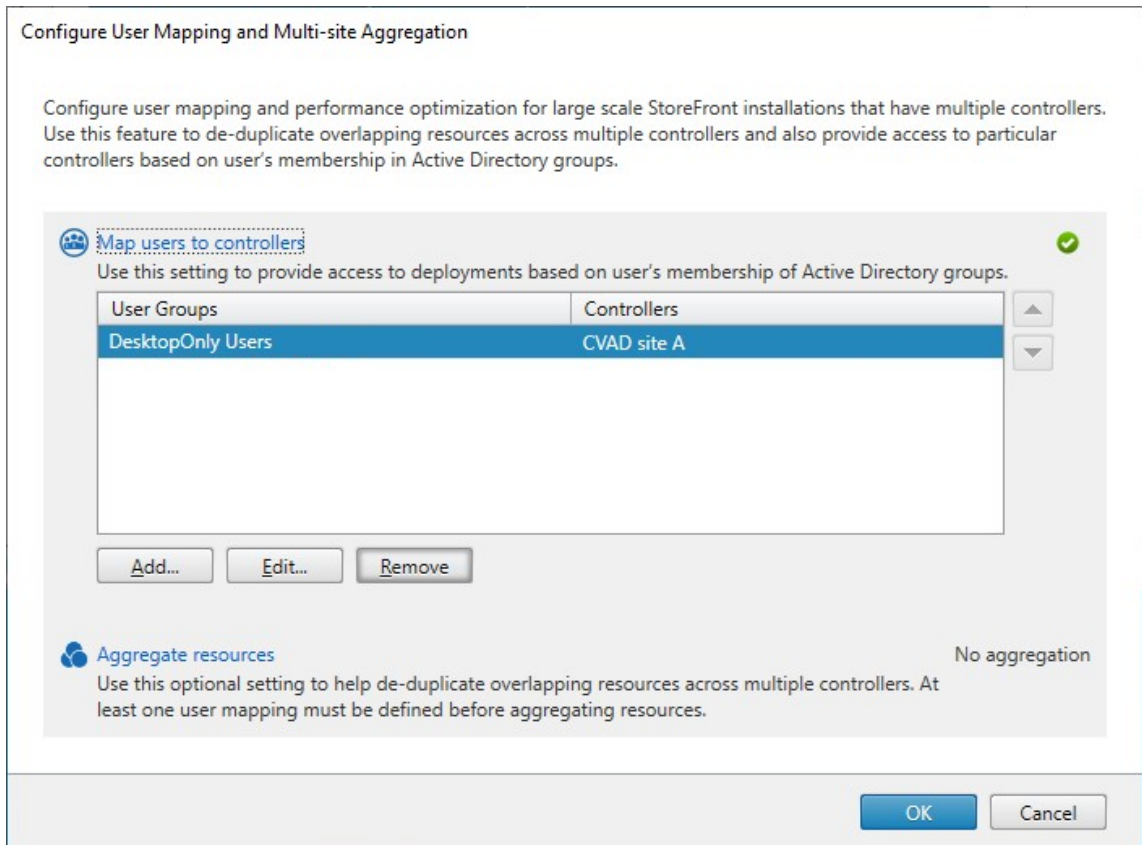 Configure User Mapping and Multi-site Aggregation
Configure user mapping and performance optimization for large scale StoreFront installations that have multiple controllers.
Use this feature to de-duplicate overlapping resources across multiple controllers and also provide access to particular
controllers based on user's membership in Active Directory groups.
Map users to controllers
Use this setting to provide access to deployments based on user's membership of Active Directory groups.
User Groups Controllers
DesktopOnly Users CVAD site A
Add... Edit... Remove
Aggregate resources No aggregation
Use this optional setting to help de-duplicate overlapping resources across multiple controllers. At
least one user mapping must be defined before aggregating resources.
OK Cancel